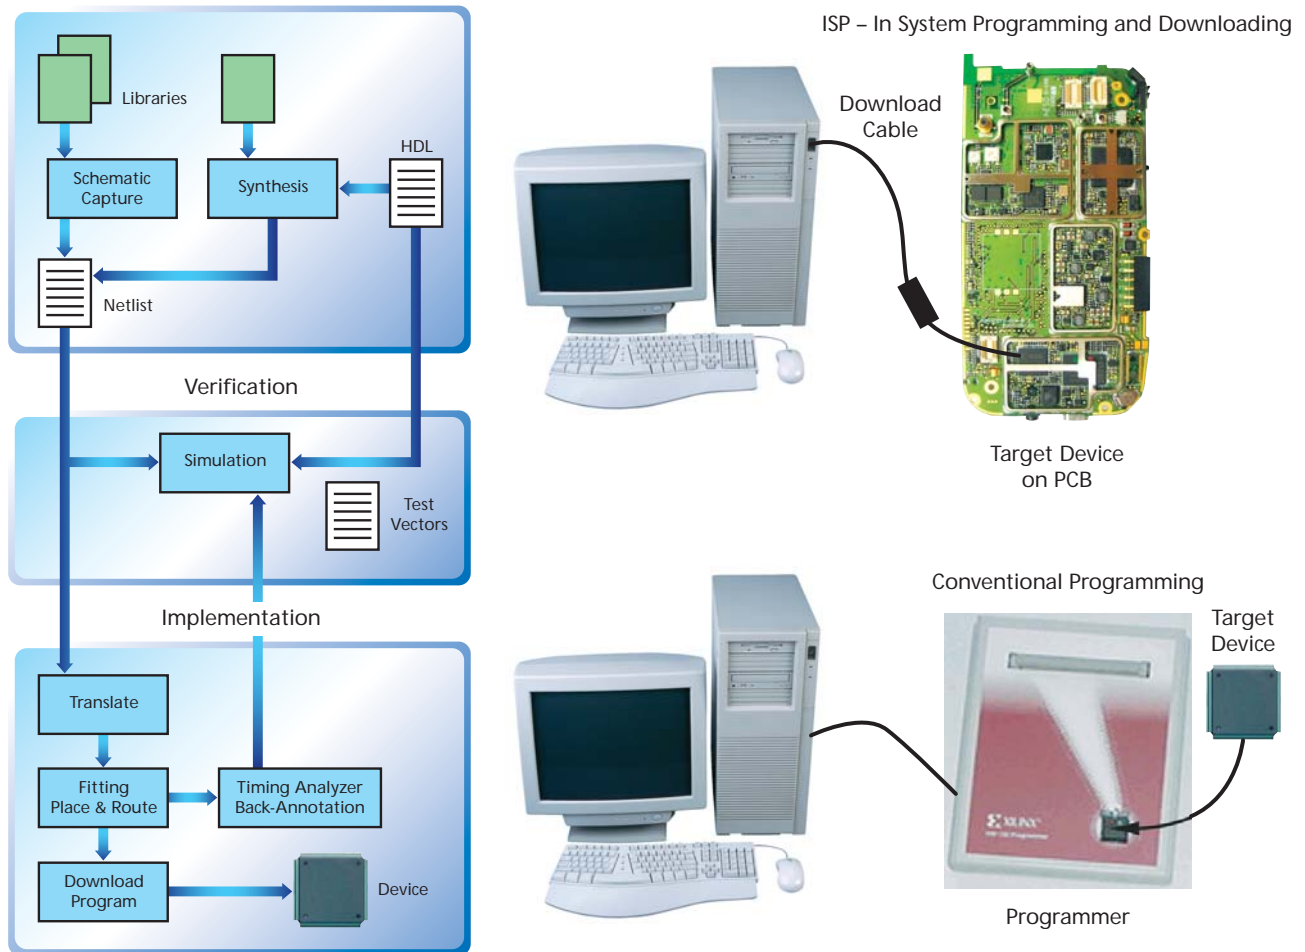 Libraries
HDL
Schematic
Capture
Synthesis
Netlist
Verification
Simulation
Test
Vectors
Implementation
Translate
Fitting
Place & Route
Timing Analyzer
Back-Annotation
Download
Program
Device
ISP – In System Programming and Downloading
Download
Cable
Target Device
on PCB
Conventional Programming
Target
Device
XILINX
Programmer